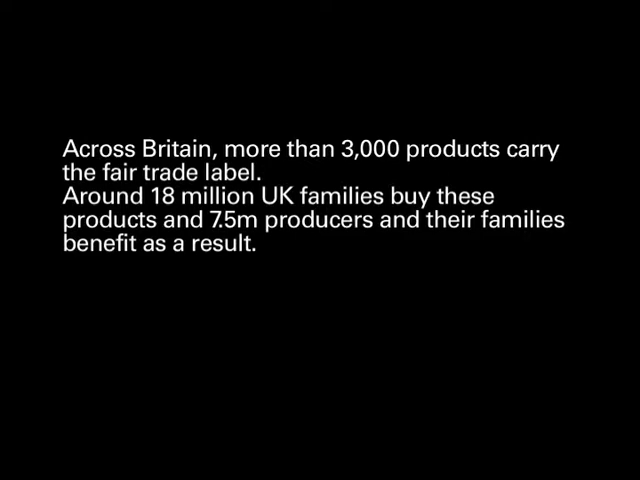 Across Britain, more than 3,000 products carry
the fair trade label.
Around 18 million UK families buy these
products and 7.5m producers and their families
benefit as a result.